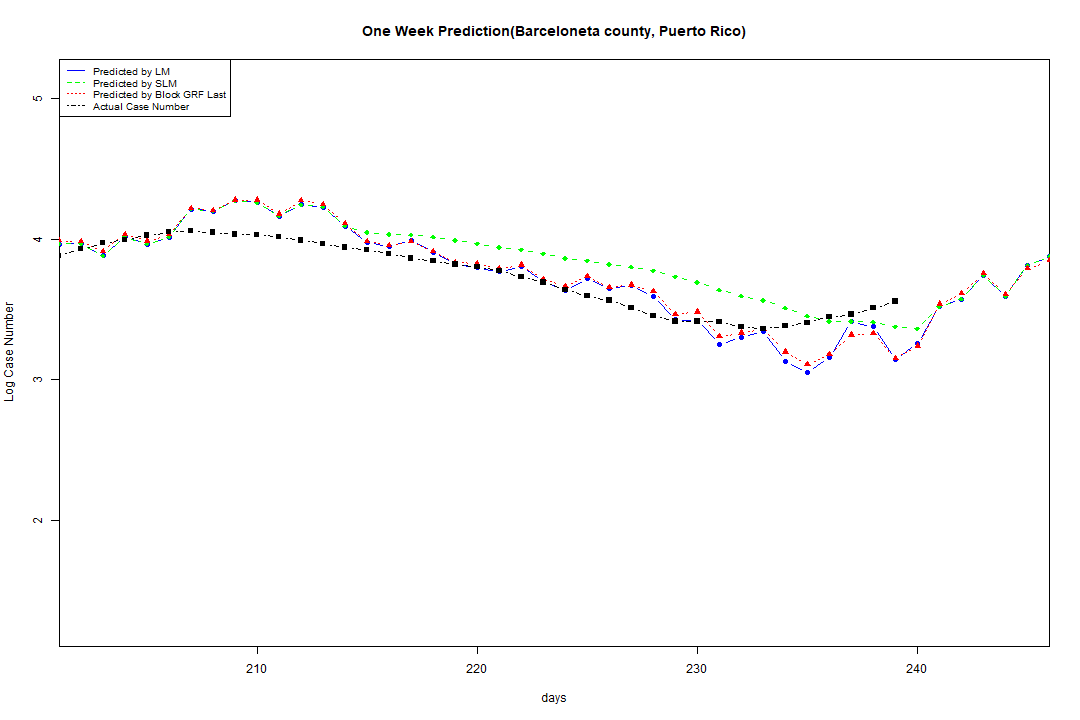 One Week Prediction(Barceloneta county, Puerto Rico)
Predicted by LM
Predicted by SLM
Predicted by Block GRF Last
Actual Case Number
5
4
3
2
Log Case Number
210 220 230 240
days